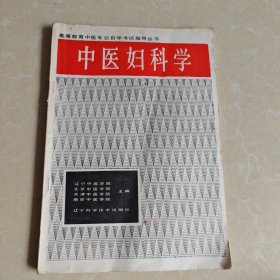 高等教育中医专业自学考试指导丛书
中医妇科学
辽宁中医学院
北京中医学院
天津中医学院
南京中医学院
主编
辽宁科学技术出版社